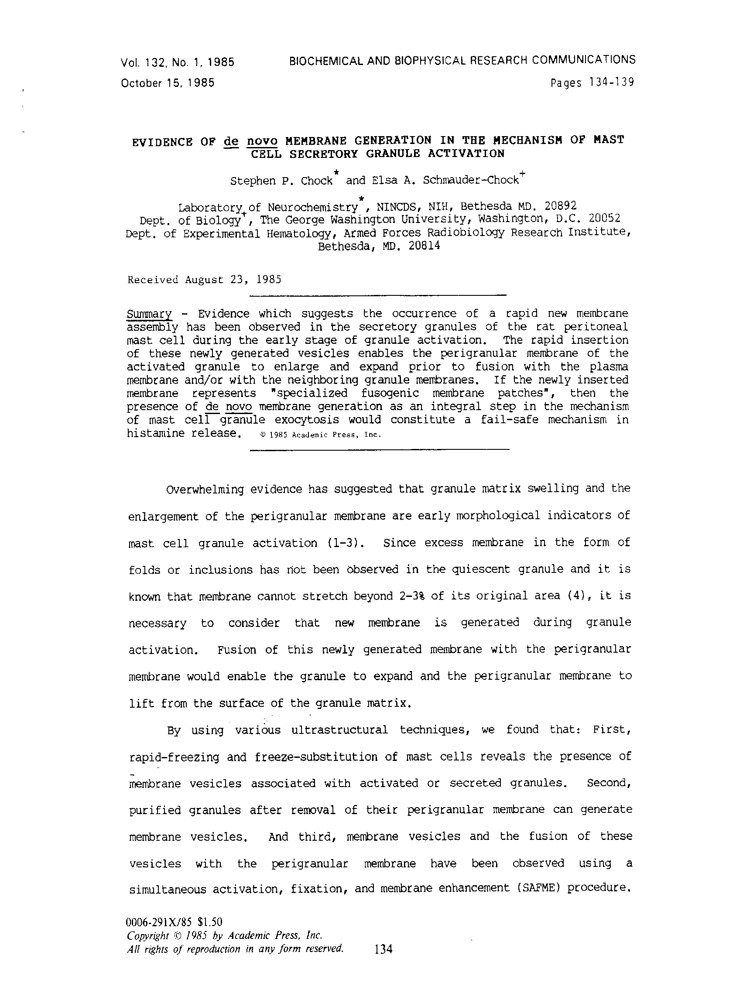 Vol. 132, No. 1, 1985
BIOCHEMICAL AND BIOPHYSICAL RESEARCH COMMUNICATIONS
October 15, 1985
Pages 134-139
EVIDENCE OF de novo MEMBRANE GENERATION IN THE MECHANISM OF MAST
CELL SECRETORY GRANULE ACTIVATION
Stephen P. Chock* and Elsa A. Schmauder-Chock+
Laboratory of Neurochemistry*, NINCDS, NIH, Bethesda MD. 20892
Dept. of Biology+, The George Washington University, Washington, D.C. 20052
Dept. of Experimental Hematology, Armed Forces Radiobiology Research Institute,
Bethesda, MD. 20814
Received August 23, 1985
Summary - Evidence which suggests the occurrence of a rapid new membrane
assembly has been observed in the secretory granules of the rat peritoneal
mast cell during the early stage of granule activation. The rapid insertion
of these newly generated vesicles enables the perigranular membrane of the
activated granule to enlarge and expand prior to fusion with the plasma
membrane and/or with the neighboring granule membranes. If the newly inserted
membrane represents "specialized fusogenic membrane patches", then the
presence of de novo membrane generation as an integral step in the mechanism
of mast cell granule exocytosis would constitute a fail-safe mechanism in
histamine release. © 1985 Academic Press, Inc.
Overwhelming evidence has suggested that granule matrix swelling and the
enlargement of the perigranular membrane are early morphological indicators of
mast cell granule activation (1-3). Since excess membrane in the form of
folds or inclusions has not been observed in the quiescent granule and it is
known that membrane cannot stretch beyond 2-3% of its original area (4), it is
necessary to consider that new membrane is generated during granule
activation. Fusion of this newly generated membrane with the perigranular
membrane would enable the granule to expand and the perigranular membrane to
lift from the surface of the granule matrix.
By using various ultrastructural techniques, we found that: First,
rapid-freezing and freeze-substitution of mast cells reveals the presence of
membrane vesicles associated with activated or secreted granules. Second,
purified granules after removal of their perigranular membrane can generate
membrane vesicles. And third, membrane vesicles and the fusion of these
vesicles with the perigranular membrane have been observed using a
simultaneous activation, fixation, and membrane enhancement (SAFME) procedure.
0006-291X/85 $1.50
Copyright © 1985 by Academic Press, Inc.
All rights of reproduction in any form reserved.
134